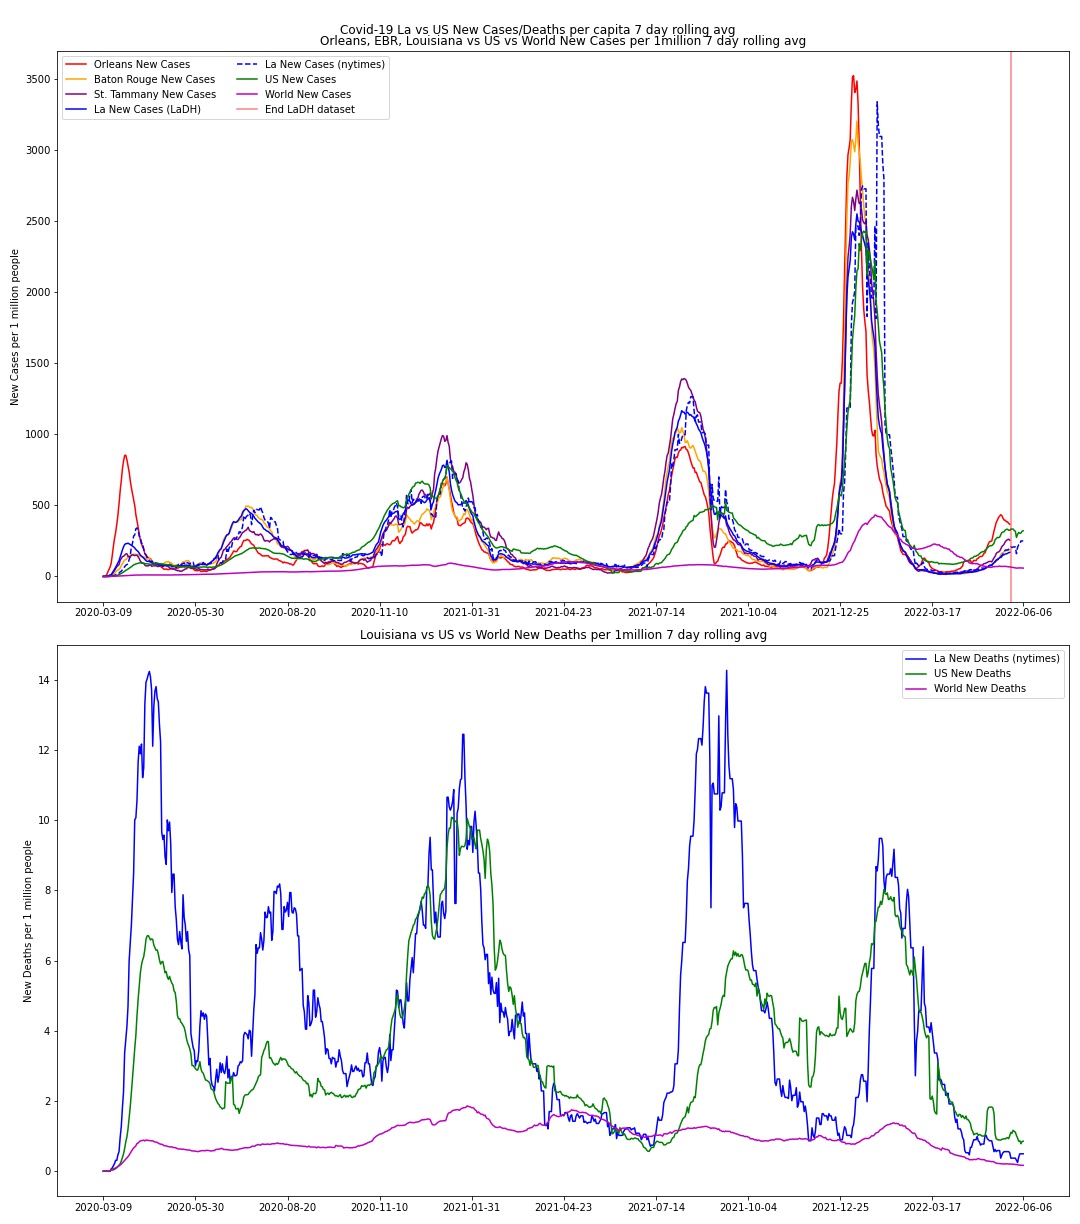 Covid-19 La vs US New Cases/Deaths per capita 7 day rolling avg
Orleans, EBR, Louisiana vs US vs World New Cases per 1million 7 day rolling avg
Orleans New Cases
Baton Rouge New Cases
St. Tammany New Cases
La New Cases (LaDH)
La New Cases (nytimes)
US New Cases
World New Cases
End LaDH dataset
New Cases per 1 million people
3500
3000
2500
2000
1500
1000
500
0
2020-03-09 2020-05-30 2020-08-20 2020-11-10 2021-01-31 2021-04-23 2021-07-14 2021-10-04 2021-12-25 2022-03-17 2022-06-06
Louisiana vs US vs World New Deaths per 1million 7 day rolling avg
La New Deaths (nytimes)
US New Deaths
World New Deaths
New Deaths per 1 million people
14
12
10
8
6
4
2
0
2020-03-09 2020-05-30 2020-08-20 2020-11-10 2021-01-31 2021-04-23 2021-07-14 2021-10-04 2021-12-25 2022-03-17 2022-06-06